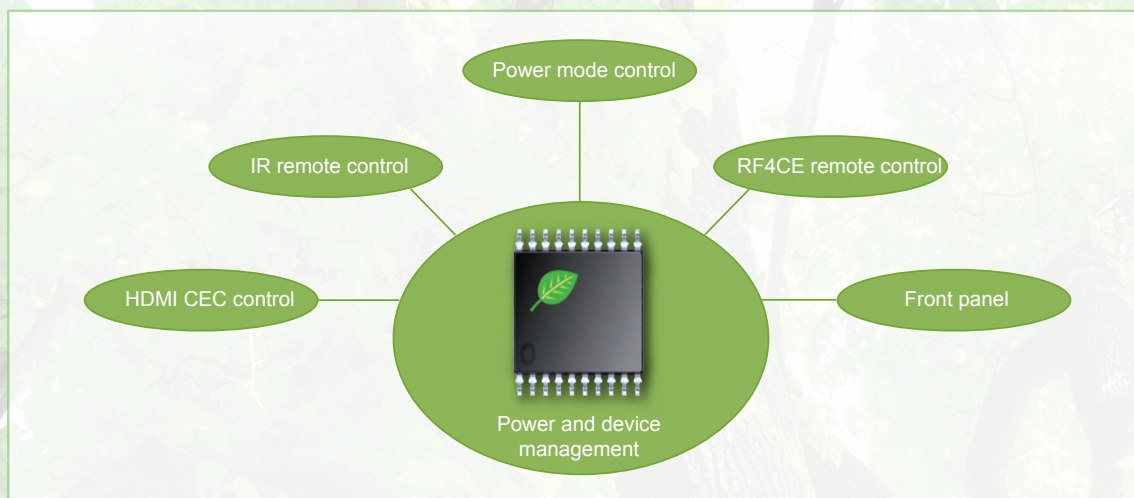 Power mode control
IR remote control
RF4CE remote control
HDMI CEC control
Front panel
Power and device
management